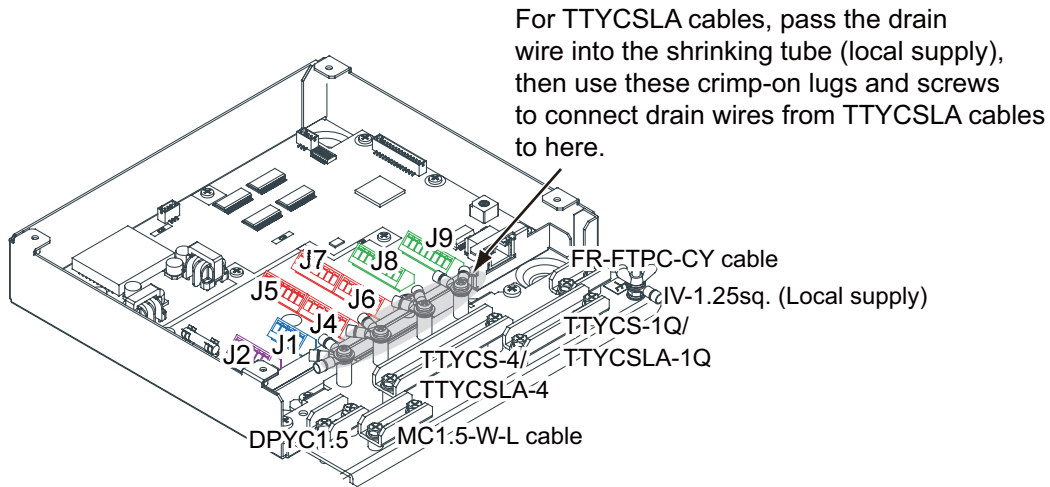 For TTYCSLA cables, pass the drain
wire into the shrinking tube (local supply),
then use these crimp-on lugs and screws
to connect drain wires from TTYCSLA cables
to here.
J9
J7
J8
FR-FTPC-CY cable
J5
J6
IV-1.25sq. (Local supply)
J4
TTYCS-1Q/
J1
J2
TTYCS-4/
TTYCSLA-1Q
TTYCSLA-4
DPYC1.5
MC1.5-W-L cable